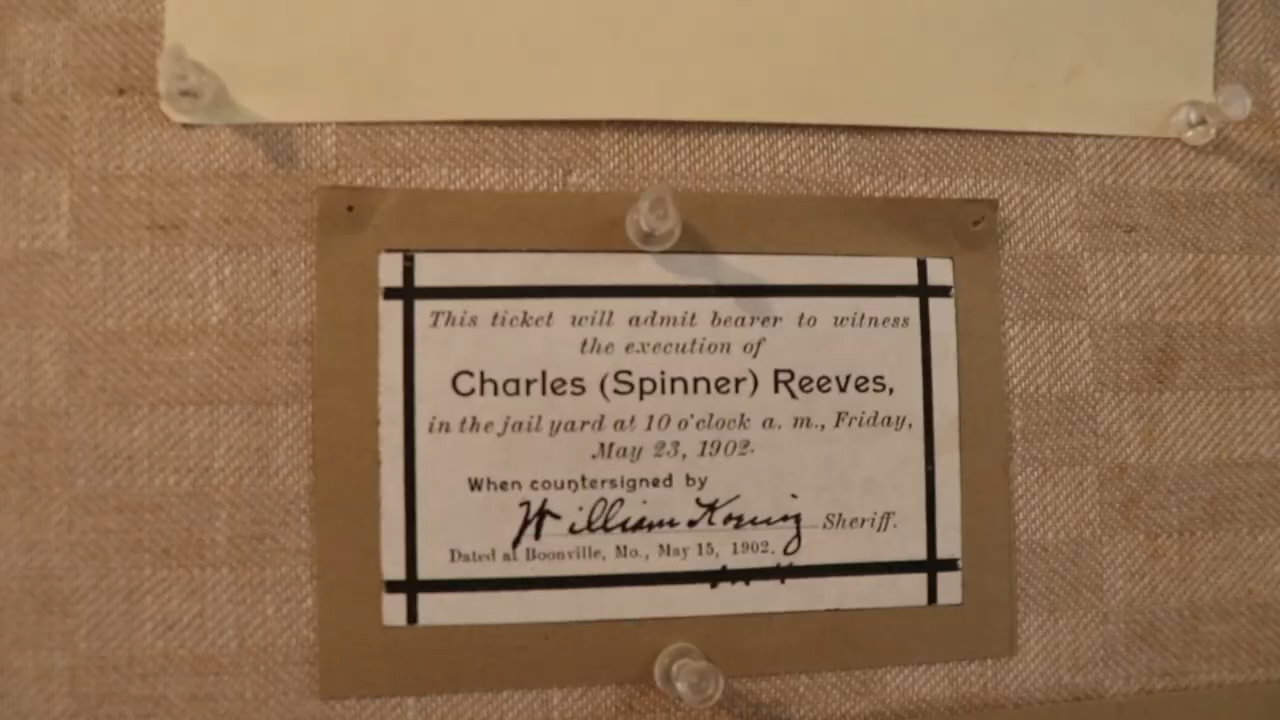 This ticket will admit bearer to witness
the execution of
Charles (Spinner) Reeves,
in the jail yard at 10 o'clock a. m., Friday,
May 23, 1902.
When countersigned by
William Koenig Sheriff.
Dated at Boonville, Mo., May 15, 1902.